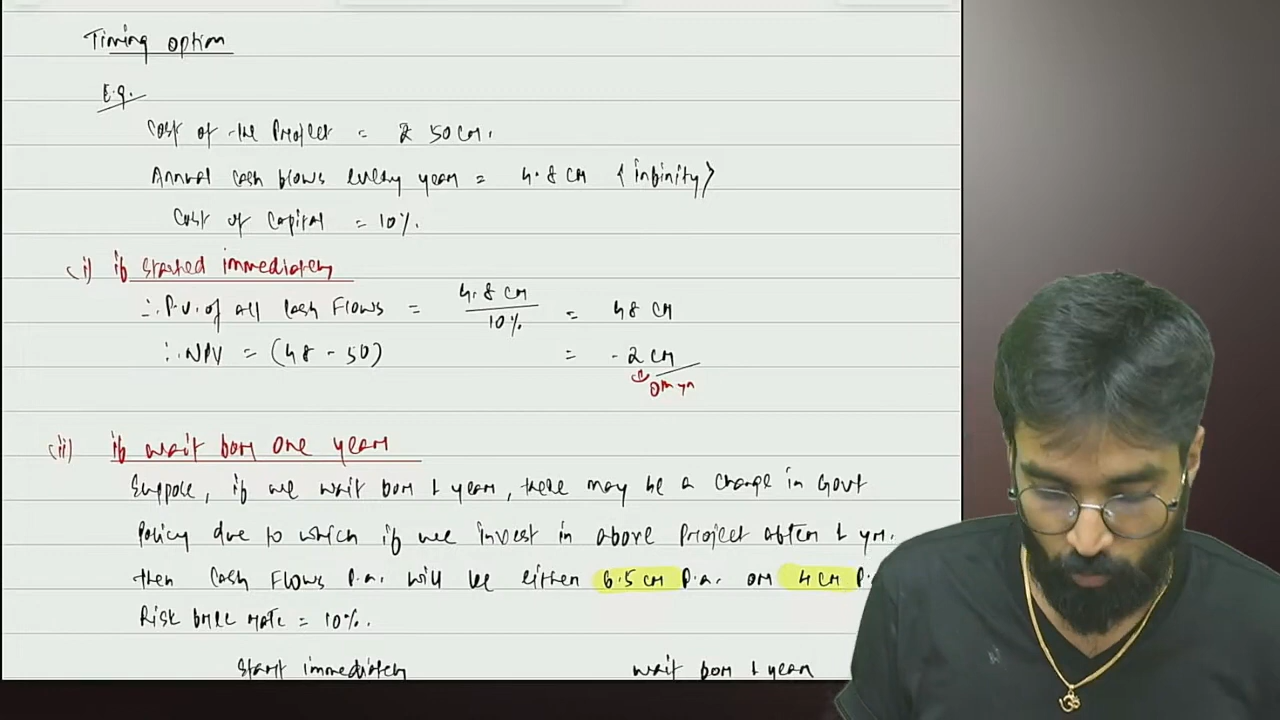 Timing option
E.g.
Cost of the Project = ₹ 50 cr.
Annual cash flows every year = 4.8 cr {infinity}
Cost of Capital = 10%.
(i) if started immediately
∴ P.V. of all Cash Flows = 4.8 cr / 10% = 48 cr
∴ NPV = (48 - 50) = - 2 cr
0th yr
(ii) if wait for one year
Suppose, if we wait for 1 year, there may be a change in Govt
Policy due to which if we invest in above Project after 1 yr.
then Cash Flows P.a. will be either 6.5 cr P.a. or 4 cr P.
Risk free rate = 10%.
Start immediately wait for 1 year